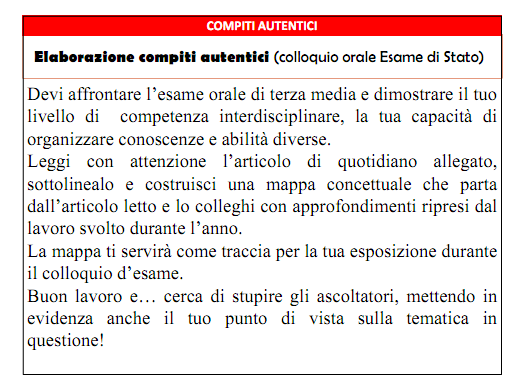 COMPITI AUTENTICI
Elaborazione compiti autentici (colloquio orale Esame di Stato)
Devi affrontare l’esame orale di terza media e dimostrare il tuo
livello di competenza interdisciplinare, la tua capacità di
organizzare conoscenze e abilità diverse.
Leggi con attenzione l’articolo di quotidiano allegato,
sottolinealo e costruisci una mappa concettuale che parta
dall’articolo letto e lo colleghi con approfondimenti ripresi dal
lavoro svolto durante l’anno.
La mappa ti servirà come traccia per la tua esposizione durante
il colloquio d’esame.
Buon lavoro e… cerca di stupire gli ascoltatori, mettendo in
evidenza anche il tuo punto di vista sulla tematica in
questione!